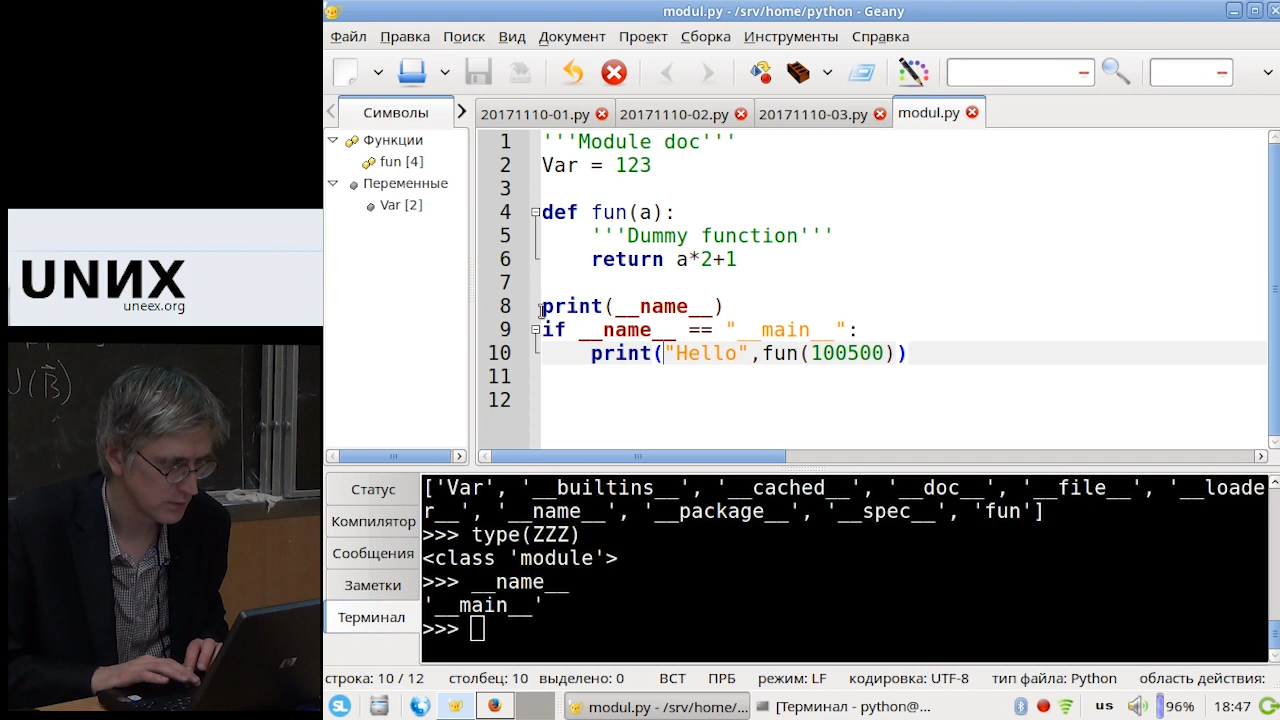 modul.py - /srv/home/python - Geany
Файл Правка Поиск Вид Документ Проект Сборка Инструменты Справка
Символы
20171110-01.py 20171110-02.py 20171110-03.py modul.py
Функции
fun [4]
Переменные
Var [2]
1 '''Module doc'''
2 Var = 123
3
4 def fun(a):
5 '''Dummy function'''
6 return a*2+1
7
8 print(__name__)
9 if __name__ == "__main__":
10 print("Hello",fun(100500))
11
12
UNИX
uneex.org
Статус
Компилятор
Сообщения
Заметки
Терминал
['Var', '__builtins__', '__cached__', '__doc__', '__file__', '__loade
r__', '__name__', '__package__', '__spec__', 'fun']
>>> type(ZZZ)
<class 'module'>
>>> __name__
'__main__'
>>>
строка: 10 / 12 столбец: 10 выделено: 0 ВСТ ПРБ режим: LF кодировка: UTF-8 тип файла: Python область действия:
SL modul.py - /srv/home/... [Терминал - python@... us 96% 18:47